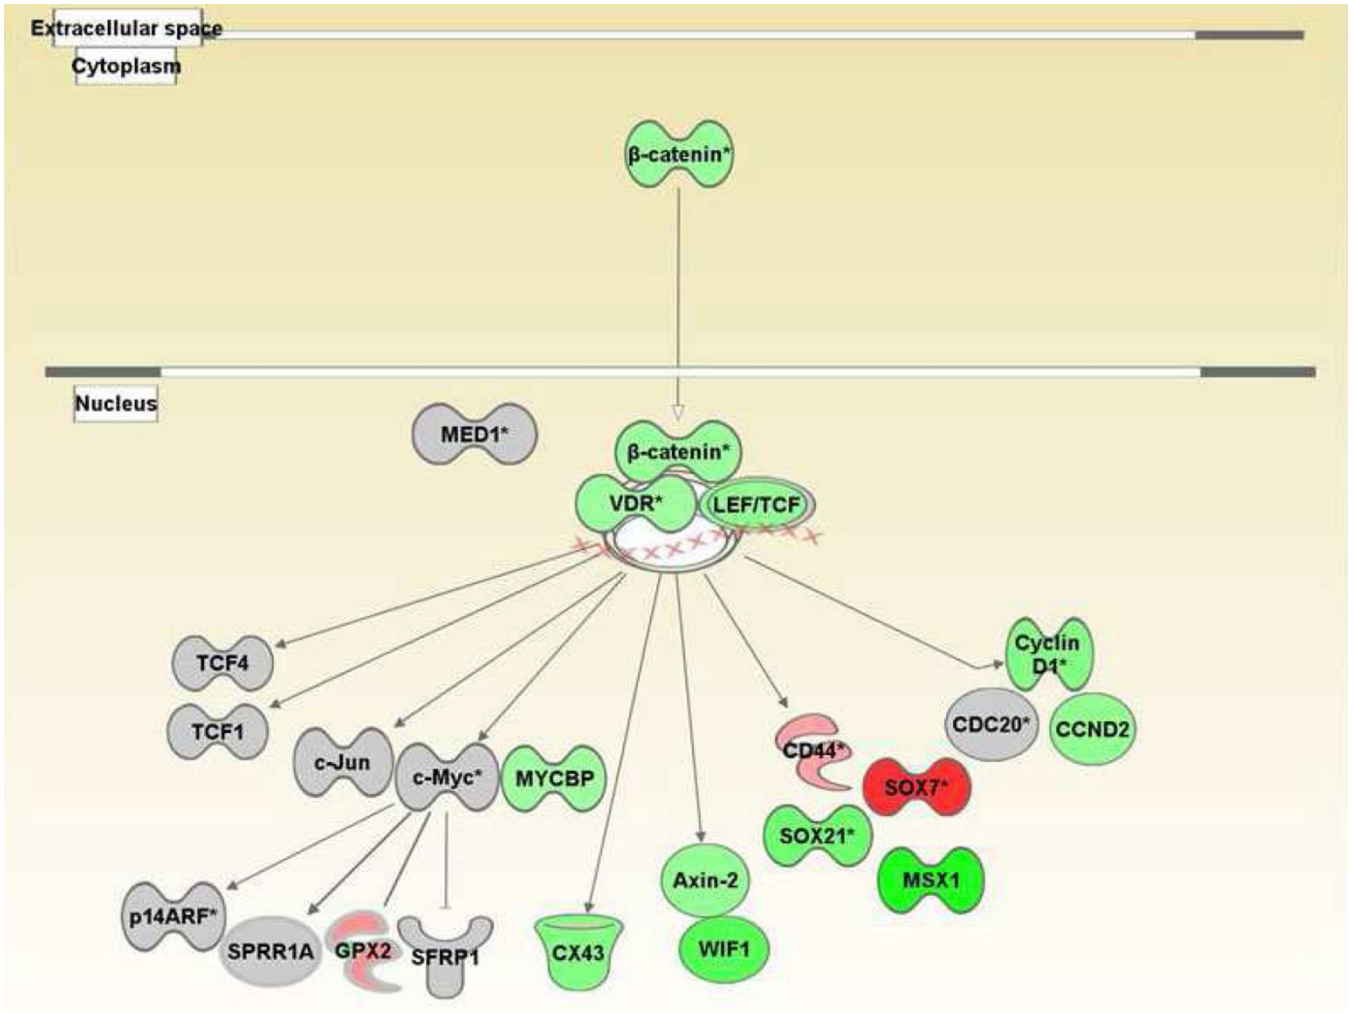 Extracellular space
Cytoplasm
β-catenin*
Nucleus
MED1*
β-catenin*
VDR*
LEF/TCF
TCF4
TCF1
c-Jun
c-Myc*
MYCBP
Cyclin
D1*
CDC20*
CCND2
CD44*
SOX7*
SOX21*
MSX1
Axin-2
WIF1
p14ARF*
SPRR1A
GPX2
SFRP1
CX43